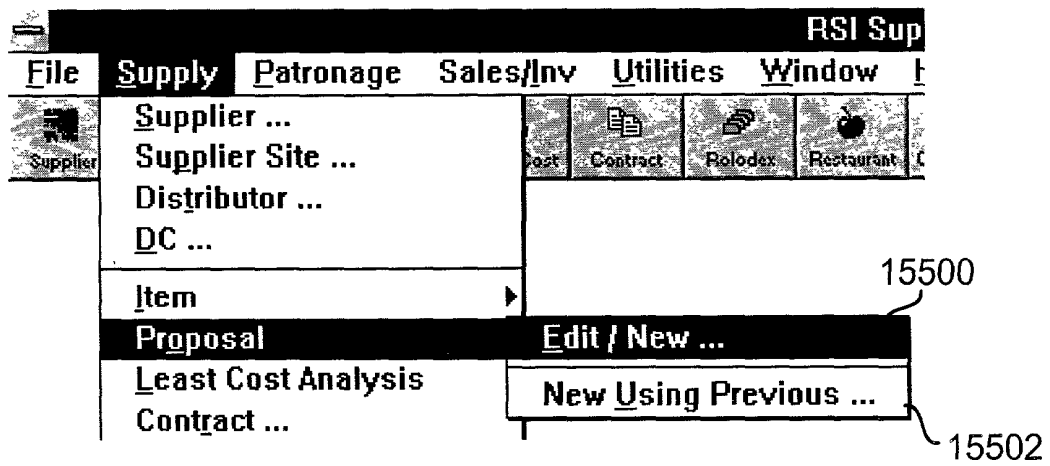 RSI Sup
File Supply Patronage Sales/Inv Utilities Window
Supplier Cost Contract Rolodex Restaurant
Supplier ...
Supplier Site ...
Distributor ...
DC ...
Item
Proposal
Least Cost Analysis
Contract ...
15500
Edit / New ...
New Using Previous ...
15502